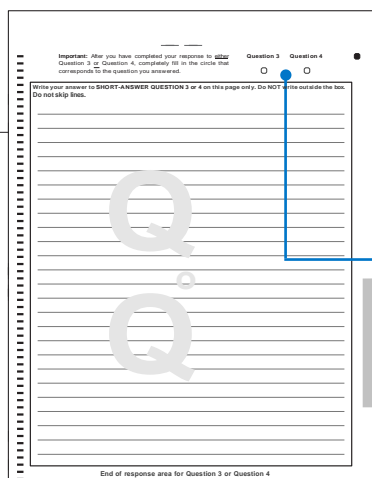 Important: After you have completed your response to either
Question 3 or Question 4, completely fill in the circle that
corresponds to the question you answered.
Question 3 Question 4
Write your answer to SHORT-ANSWER QUESTION 3 or 4 on this page only. Do NOT write outside the box.
Do not skip lines.
Q
o
Q
End of response area for Question 3 or Question 4